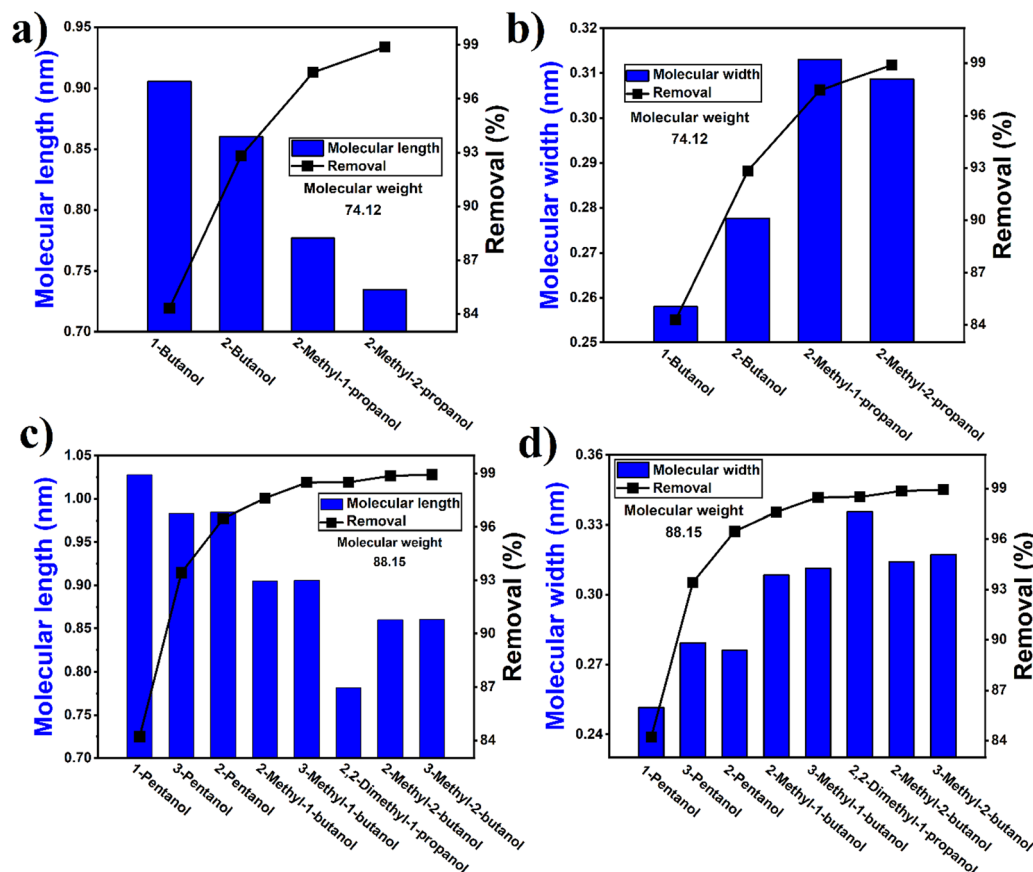 a)
Molecular length (nm)
0.95
0.90
0.85
0.80
0.75
0.70
Molecular length
Removal
Molecular weight
74.12
99
96
93
90
87
84
Removal (%)
1-Butanol
2-Butanol
2-Methyl-1-propanol
2-Methyl-2-propanol
b)
Molecular width (nm)
0.32
0.31
0.30
0.29
0.28
0.27
0.26
0.25
Molecular width
Removal
Molecular weight
74.12
99
96
93
90
87
84
Removal (%)
1-Butanol
2-Butanol
2-Methyl-1-propanol
2-Methyl-2-propanol
c)
Molecular length (nm)
1.05
1.00
0.95
0.90
0.85
0.80
0.75
0.70
Molecular length
Removal
Molecular weight
88.15
99
96
93
90
87
84
Removal (%)
1-Pentanol
3-Pentanol
2-Pentanol
2-Methyl-1-butanol
3-Methyl-1-butanol
2,2-Dimethyl-1-propanol
2-Methyl-2-butanol
3-Methyl-2-butanol
d)
Molecular width (nm)
0.36
0.33
0.30
0.27
0.24
Molecular width
Removal
Molecular weight
88.15
99
96
93
90
87
84
Removal (%)
1-Pentanol
3-Pentanol
2-Pentanol
2-Methyl-1-butanol
3-Methyl-1-butanol
2,2-Dimethyl-1-propanol
2-Methyl-2-butanol
3-Methyl-2-butanol